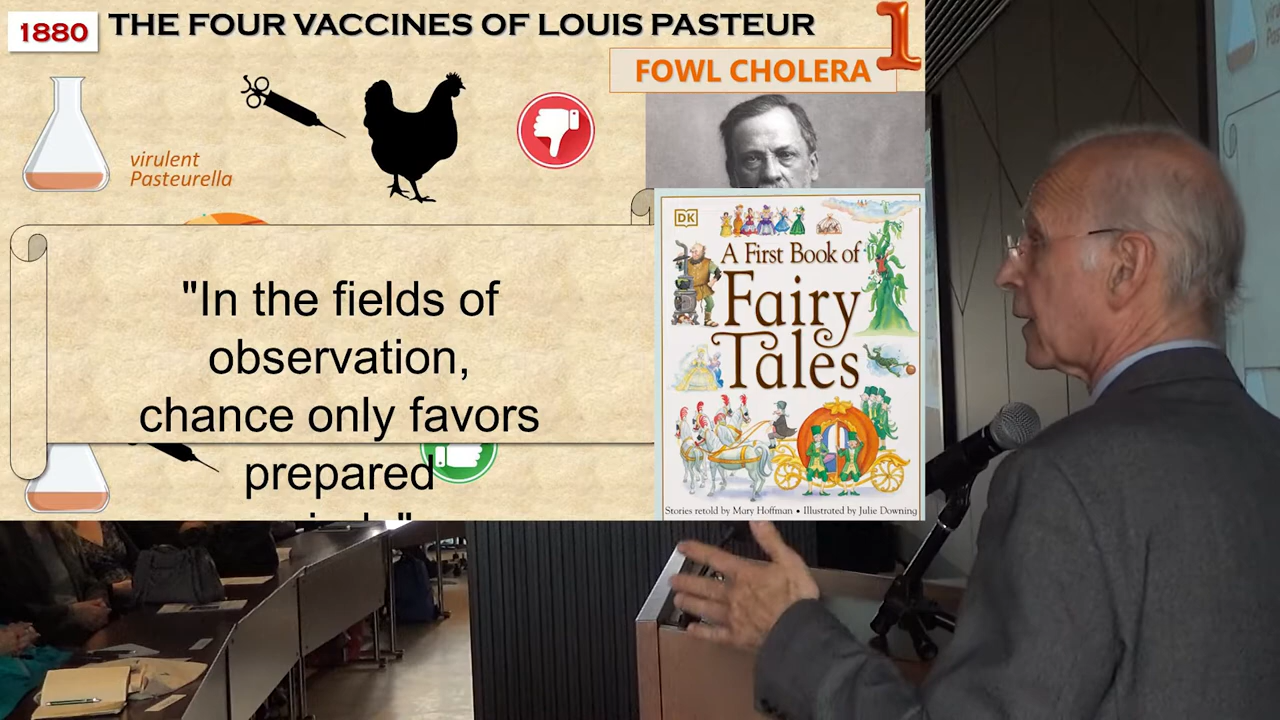 1880
THE FOUR VACCINES OF LOUIS PASTEUR
1
FOWL CHOLERA
virulent
Pasteurella
"In the fields of
observation,
chance only favors
prepared
DK
A First Book of
Fairy
Tales
Stories retold by Mary Hoffman • Illustrated by Julie Downing